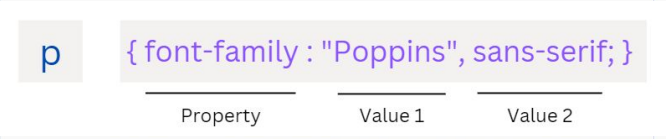 p { font-family : "Poppins", sans-serif; }
Property Value 1 Value 2